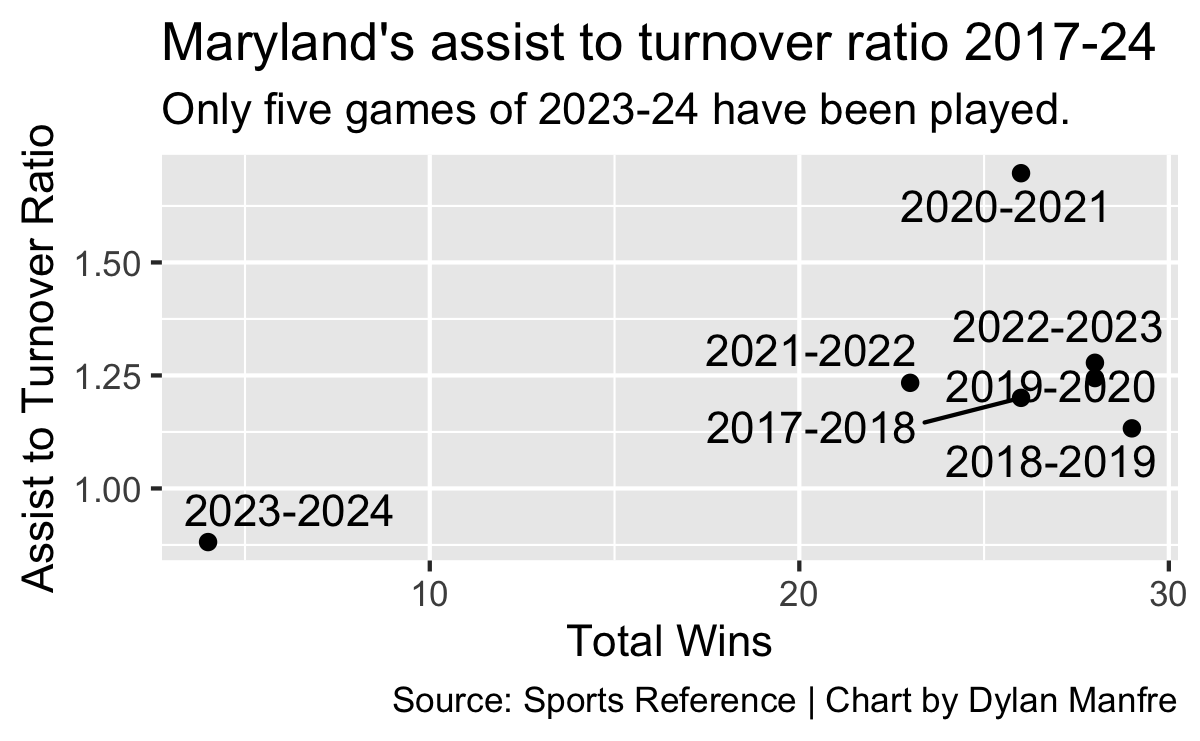 Maryland's assist to turnover ratio 2017-24
Only five games of 2023-24 have been played.
Assist to Turnover Ratio
1.50
1.25
1.00
2020-2021
2022-2023
2021-2022
2019-2020
2017-2018
2018-2019
2023-2024
10
20
30
Total Wins
Source: Sports Reference | Chart by Dylan Manfre